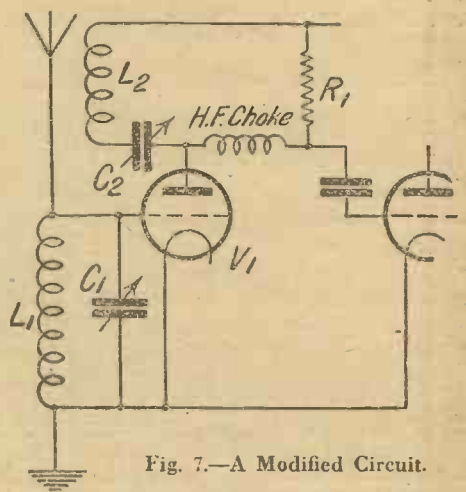 L2
R1
H.F. Choke
C2
V1
C1
L1
Fig. 7.—A Modified Circuit.